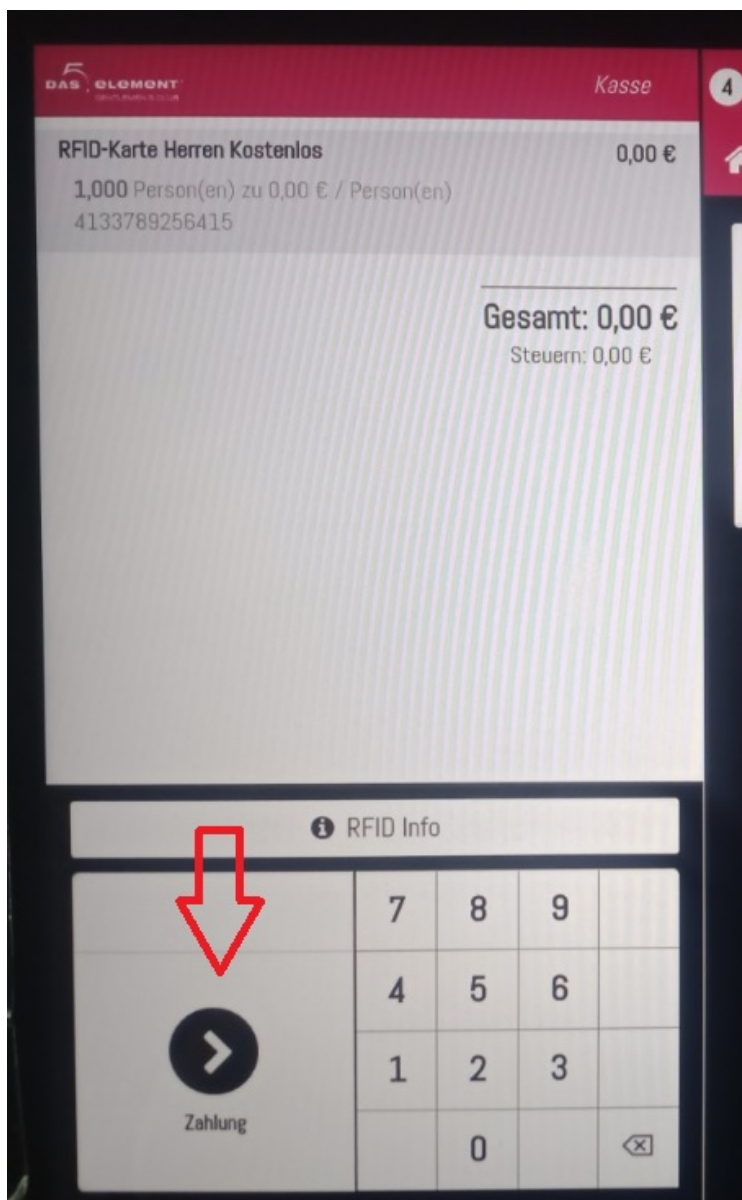 5
DAS ELEMENT
Kasse
4
RFID-Karte Herren Kostenlos 0,00 €
1,000 Person(en) zu 0,00 € / Person(en)
4133789256415
Gesamt: 0,00 €
Steuern: 0,00 €
RFID Info
7 8 9
4 5 6
1 2 3
Zahlung
0